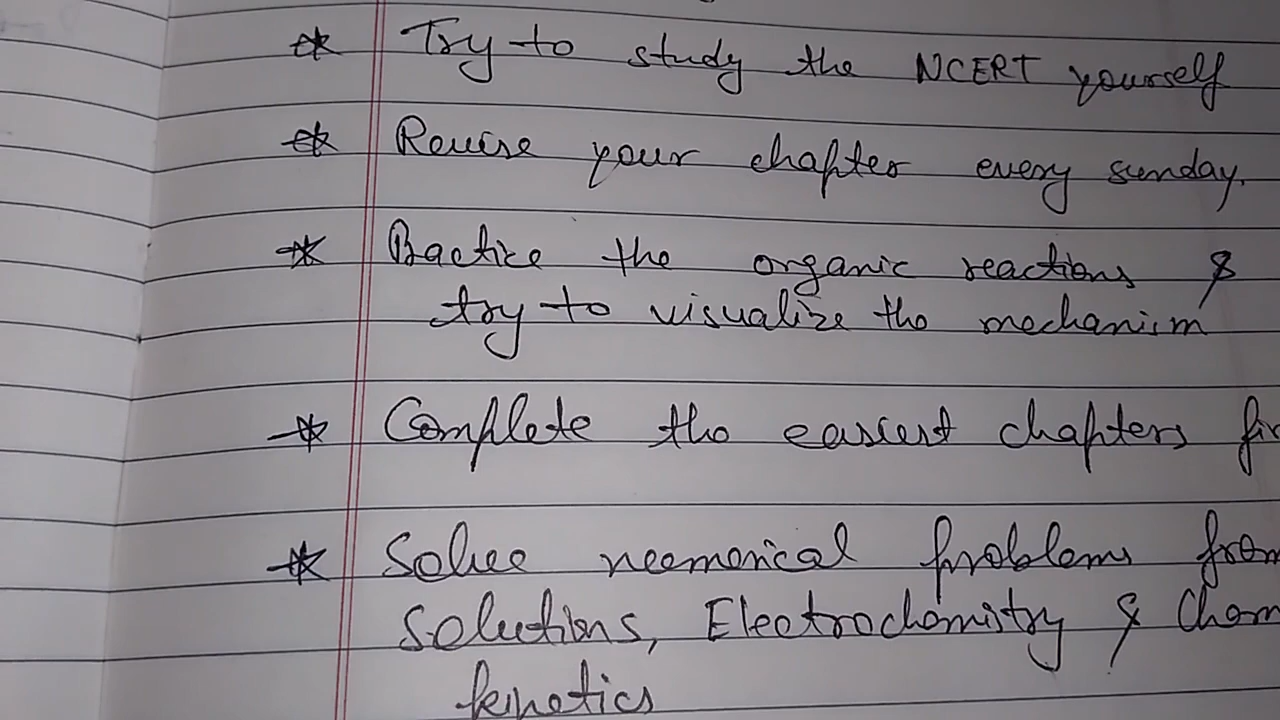 * Try to study the NCERT yourself
* Revise your chapter every sunday.
* Practice the organic reactions &
try to visualize the mechanism
* Complete the easiest chapters
* Solve numerical problems from
Solutions, Electrochemistry &
kinetics